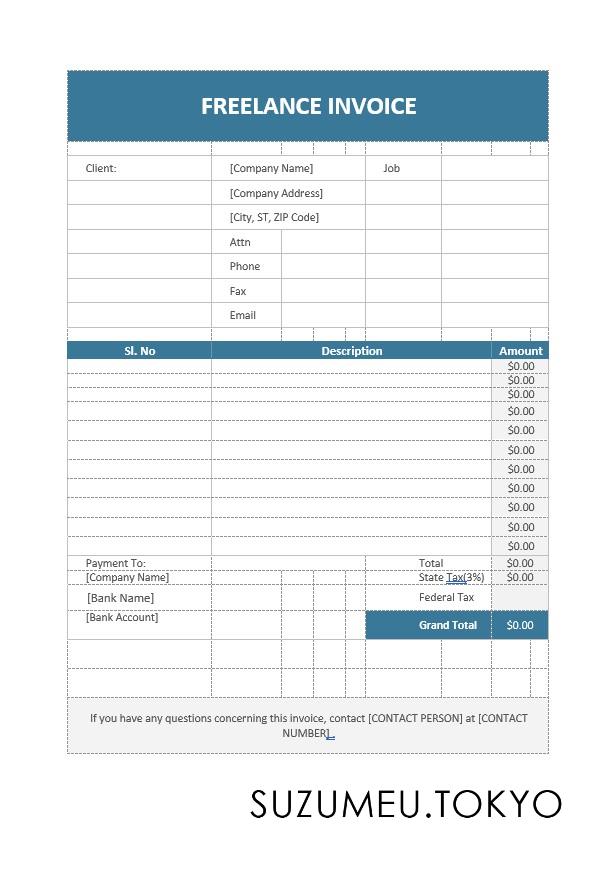 FREELANCE INVOICE
Client: [Company Name] Job
[Company Address]
[City, ST, ZIP Code]
Attn
Phone
Fax
Email
Sl. No Description Amount
$0.00
$0.00
$0.00
$0.00
$0.00
$0.00
$0.00
$0.00
$0.00
$0.00
$0.00
Payment To: Total $0.00
[Company Name] State Tax(3%) $0.00
[Bank Name] Federal Tax
[Bank Account] Grand Total $0.00
If you have any questions concerning this invoice, contact [CONTACT PERSON] at [CONTACT
NUMBER] .
SUZUMEU.TOKYO